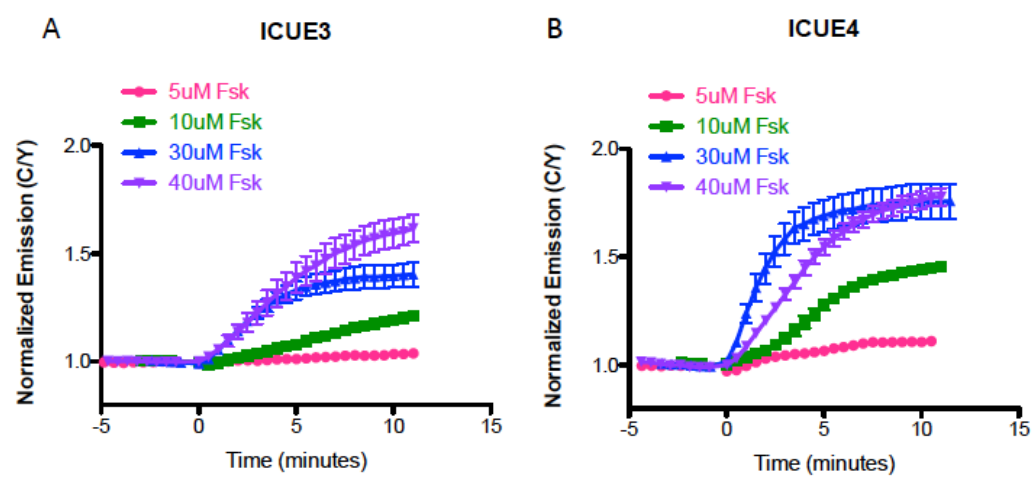 A
ICUE3
5uM Fsk
10uM Fsk
30uM Fsk
40uM Fsk
Normalized Emission (C/Y)
2.0
1.5
1.0
-5
0
5
10
15
Time (minutes)
B
ICUE4
5uM Fsk
10uM Fsk
30uM Fsk
40uM Fsk
Normalized Emission (C/Y)
2.0
1.5
1.0
-5
0
5
10
15
Time (minutes)